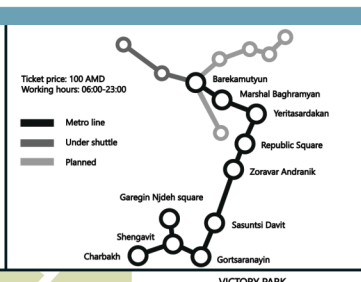 Ticket price: 100 AMD
Working hours: 06:00-23:00
Metro line
Under shuttle
Planned
Barekamutyun
Marshal Baghramyan
Yeritasardakan
Republic Square
Zoravar Andranik
Garegin Njdeh square
Sasuntsi Davit
Shengavit
Charbakh
Gortsaranayin
VICTORY PARK